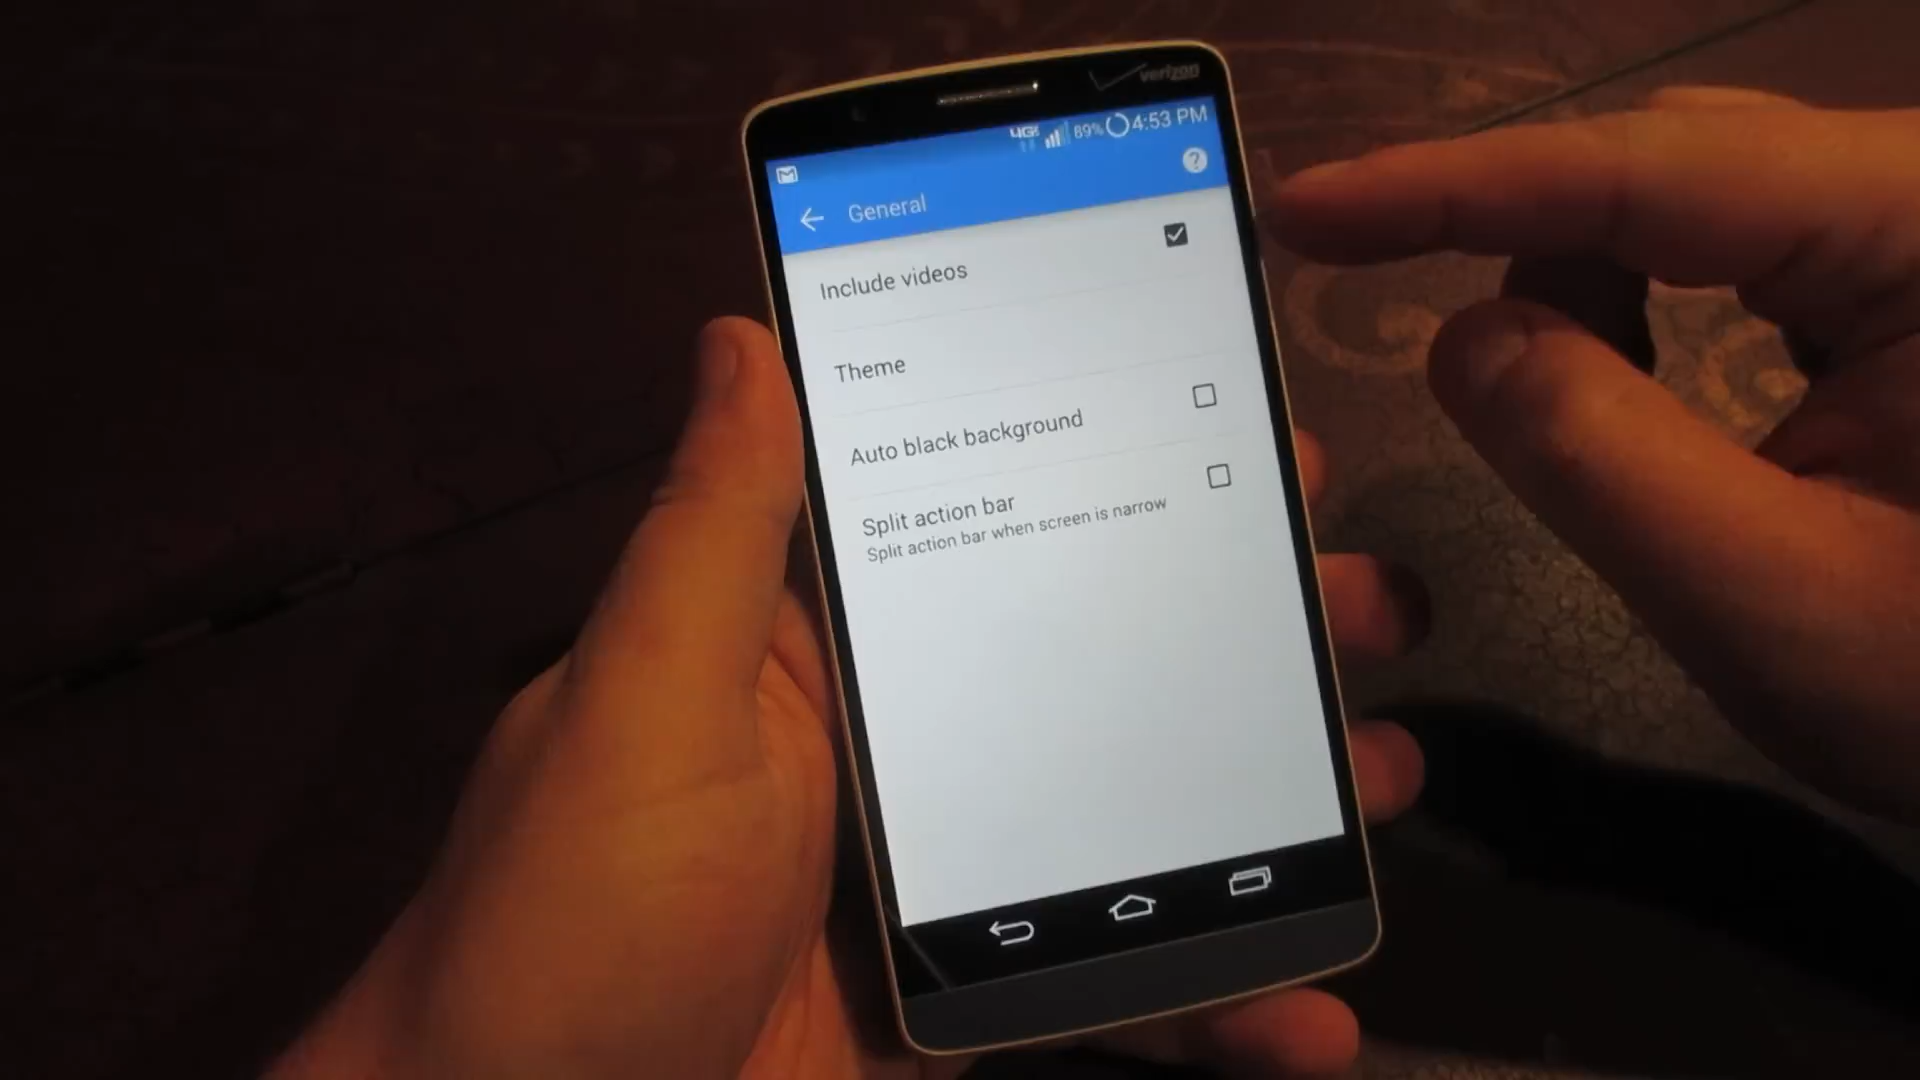 verizon
4G 89% 4:53 PM
?
General
Include videos
Theme
Auto black background
Split action bar
Split action bar when screen is narrow